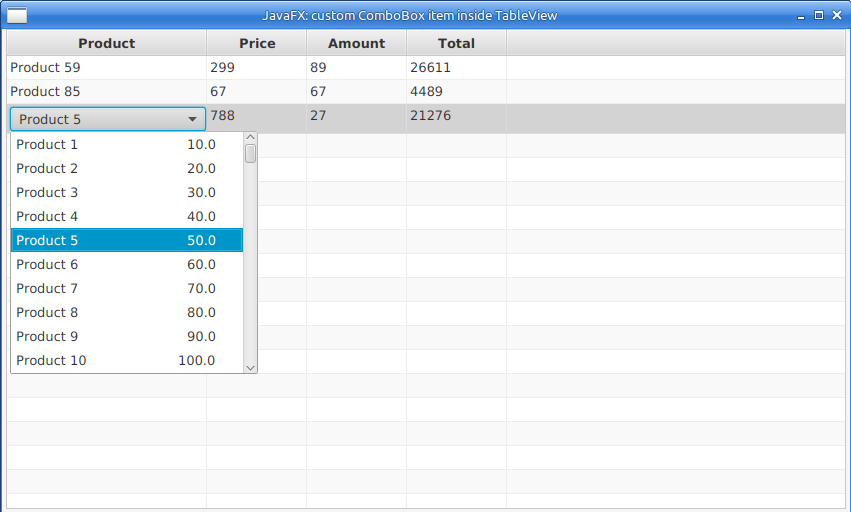 JavaFX: custom ComboBox item inside TableView
Product Price Amount Total
Product 59 299 89 26611
Product 85 67 67 4489
Product 5 788 27 21276
Product 1 10.0
Product 2 20.0
Product 3 30.0
Product 4 40.0
Product 5 50.0
Product 6 60.0
Product 7 70.0
Product 8 80.0
Product 9 90.0
Product 10 100.0